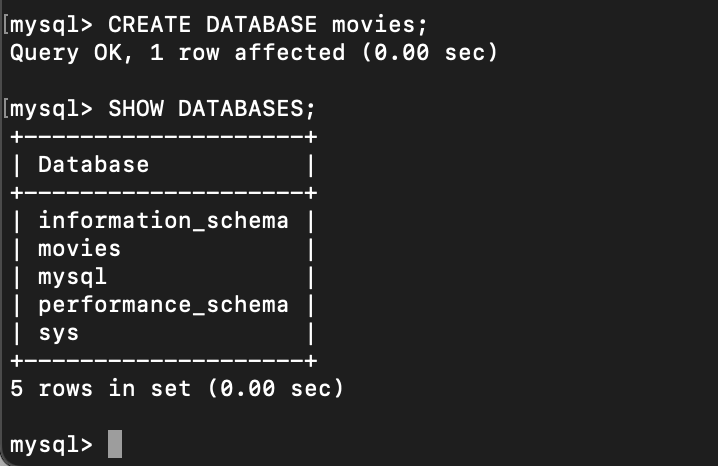 [mysql> CREATE DATABASE movies;
Query OK, 1 row affected (0.00 sec)
[mysql> SHOW DATABASES;
+--------------------+
| Database           |
+--------------------+
| information_schema |
| movies             |
| mysql              |
| performance_schema |
| sys                |
+--------------------+
5 rows in set (0.00 sec)
mysql>